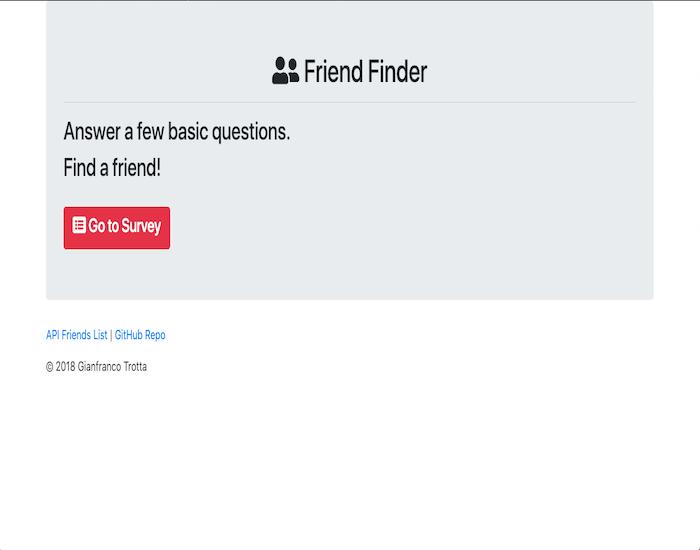 Friend Finder
Answer a few basic questions.
Find a friend!
Go to Survey
API Friends List | GitHub Repo
© 2018 Gianfranco Trotta